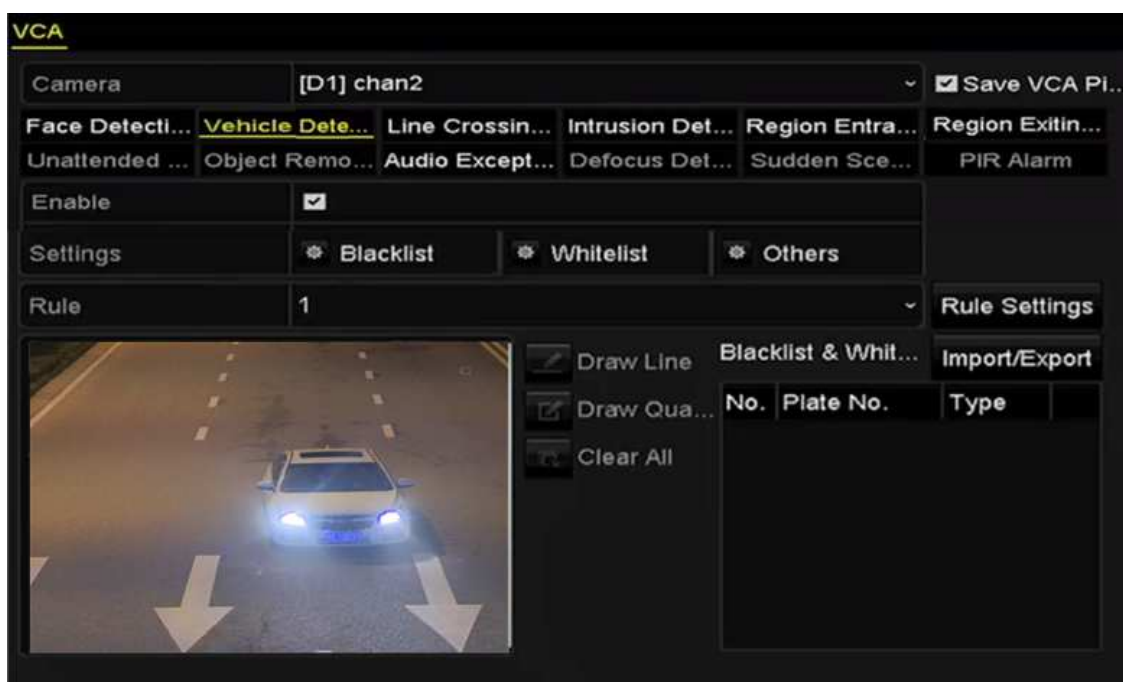 VCA
Camera [D1] chan2 Save VCA Pi...
Face Detecti... Vehicle Dete... Line Crossin... Intrusion Det... Region Entra... Region Exitin...
Unattended ... Object Remo... Audio Except... Defocus Det... Sudden Sce... PIR Alarm
Enable
Settings Blacklist Whitelist Others
Rule 1 Rule Settings
Draw Line Blacklist & Whit... Import/Export
Draw Qua... No. Plate No. Type
Clear All